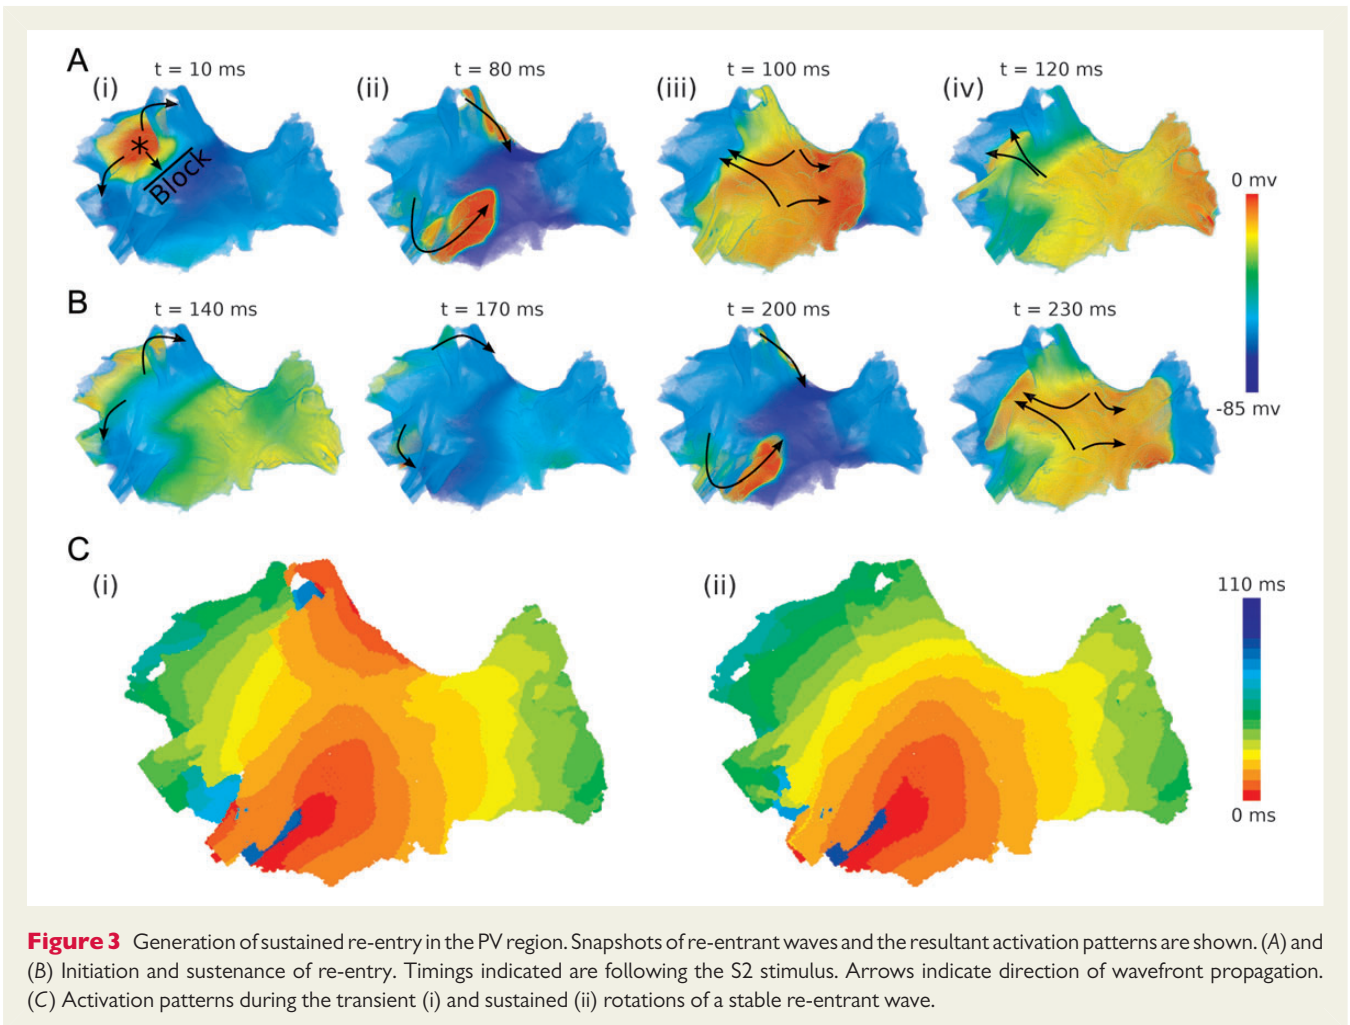 A
(i)
t = 10 ms
(ii)
t = 80 ms
(iii)
t = 100 ms
(iv)
t = 120 ms
*
Block
0 mv
-85 mv
B
t = 140 ms
t = 170 ms
t = 200 ms
t = 230 ms
C
(i)
(ii)
110 ms
0 ms
Figure 3 Generation of sustained re-entry in the PV region. Snapshots of re-entrant waves and the resultant activation patterns are shown. (A) and
(B) Initiation and sustenance of re-entry. Timings indicated are following the S2 stimulus. Arrows indicate direction of wavefront propagation.
(C) Activation patterns during the transient (i) and sustained (ii) rotations of a stable re-entrant wave.